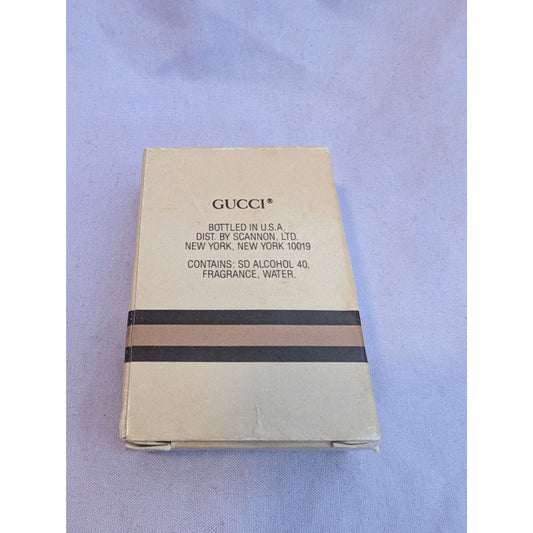 GUCCI®
BOTTLED IN U.S.A.
DIST. BY SCANNON, LTD.
NEW YORK, NEW YORK 10019
CONTAINS: SD ALCOHOL 40,
FRAGRANCE, WATER.